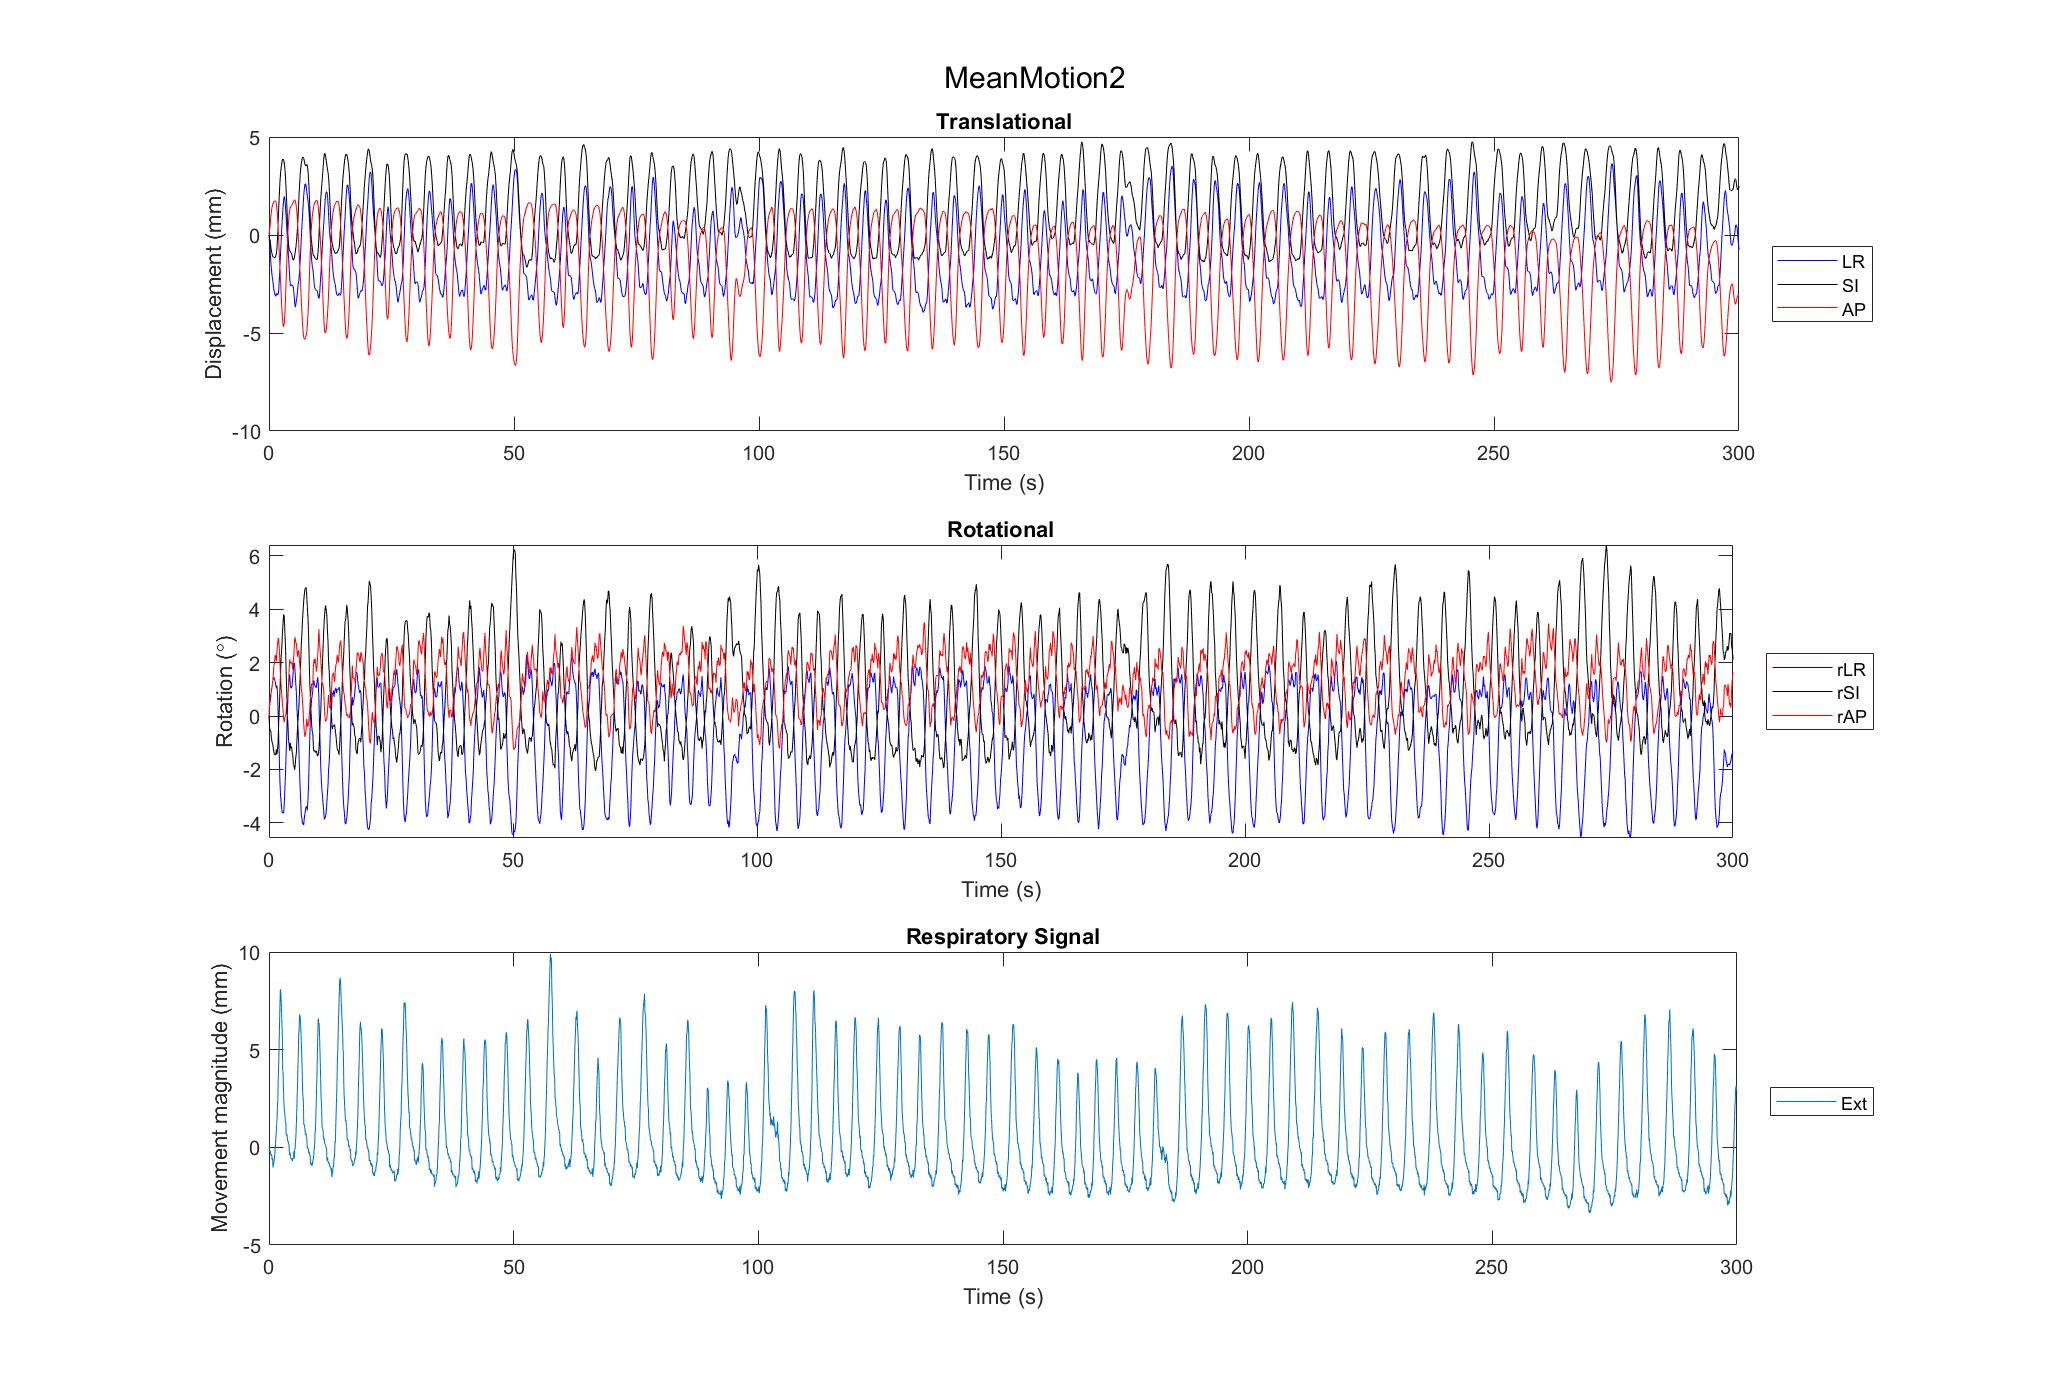 MeanMotion2
Translational
5
0
-5
-10
Displacement (mm)
0 50 100 150 200 250 300
Time (s)
LR
SI
AP
Rotational
6
4
2
0
-2
-4
Rotation (°)
0 50 100 150 200 250 300
Time (s)
rLR
rSI
rAP
Respiratory Signal
10
5
0
-5
Movement magnitude (mm)
0 50 100 150 200 250 300
Time (s)
Ext